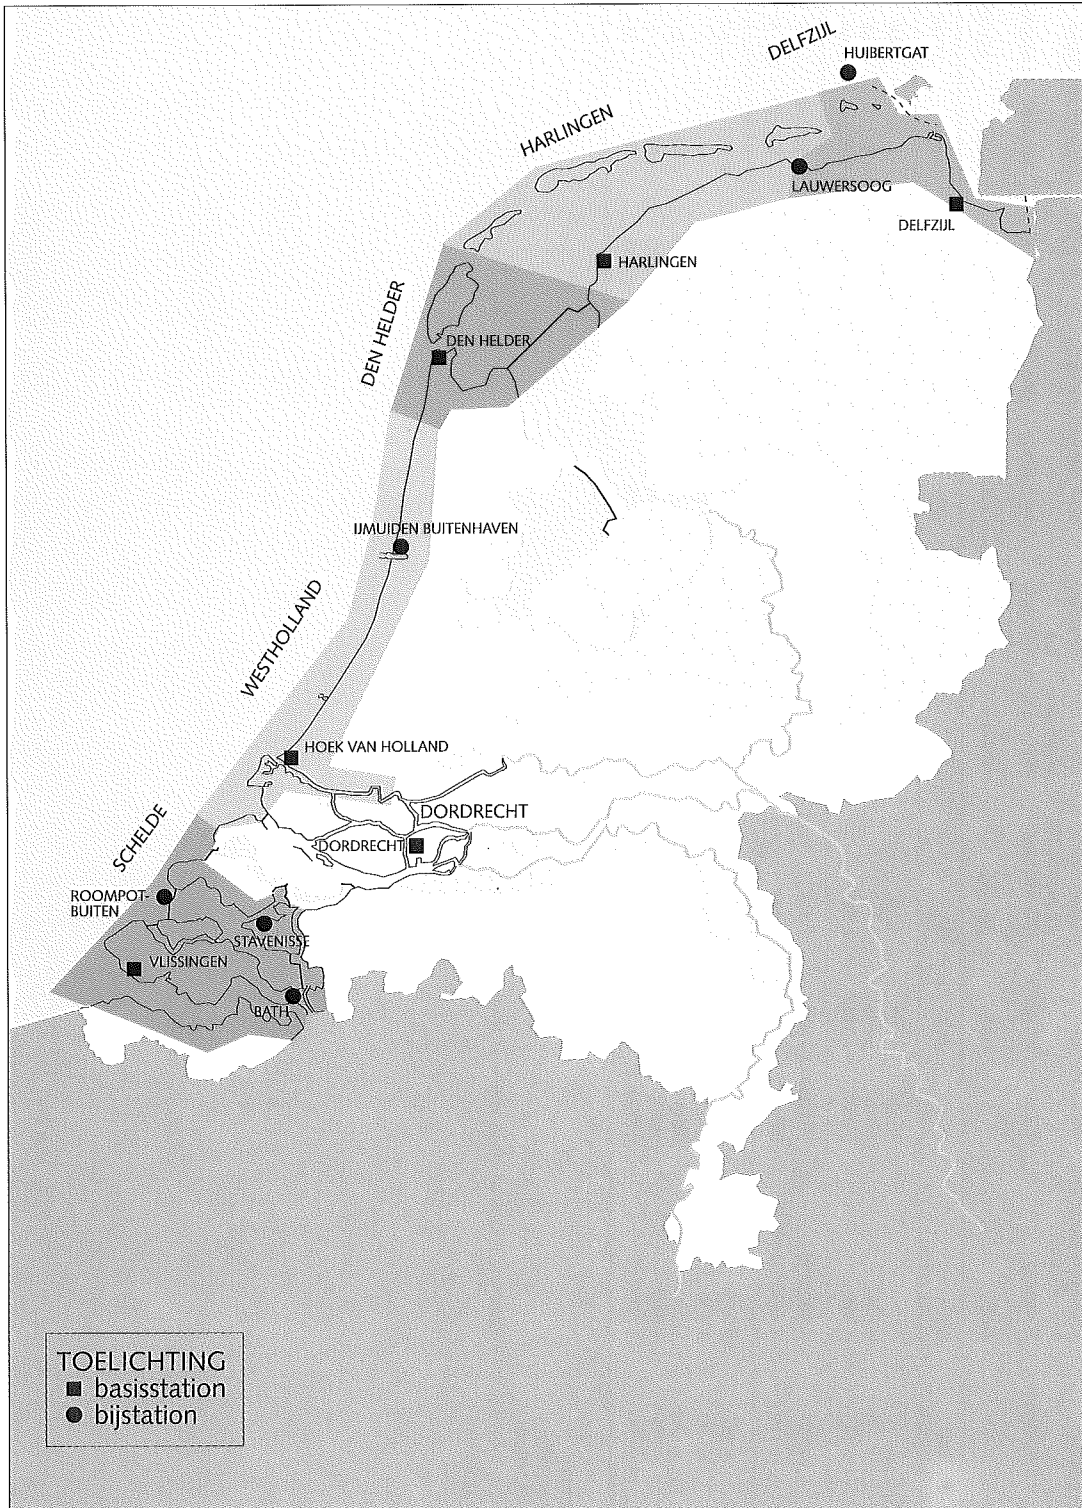 DELFZIJL
HUIBERTGAT
HARLINGEN
LAUWERSOOG
DELFZIJL
HARLINGEN
DEN HELDER
DEN HELDER
IJMUIDEN BUITENHAVEN
WESTHOLLAND
HOEK VAN HOLLAND
DORDRECHT
SCHELDE
DORDRECHT
ROOMPOT-
BUITEN
STAVENISSE
VLISSINGEN
BATH
TOELICHTING
basisstation
bijstation